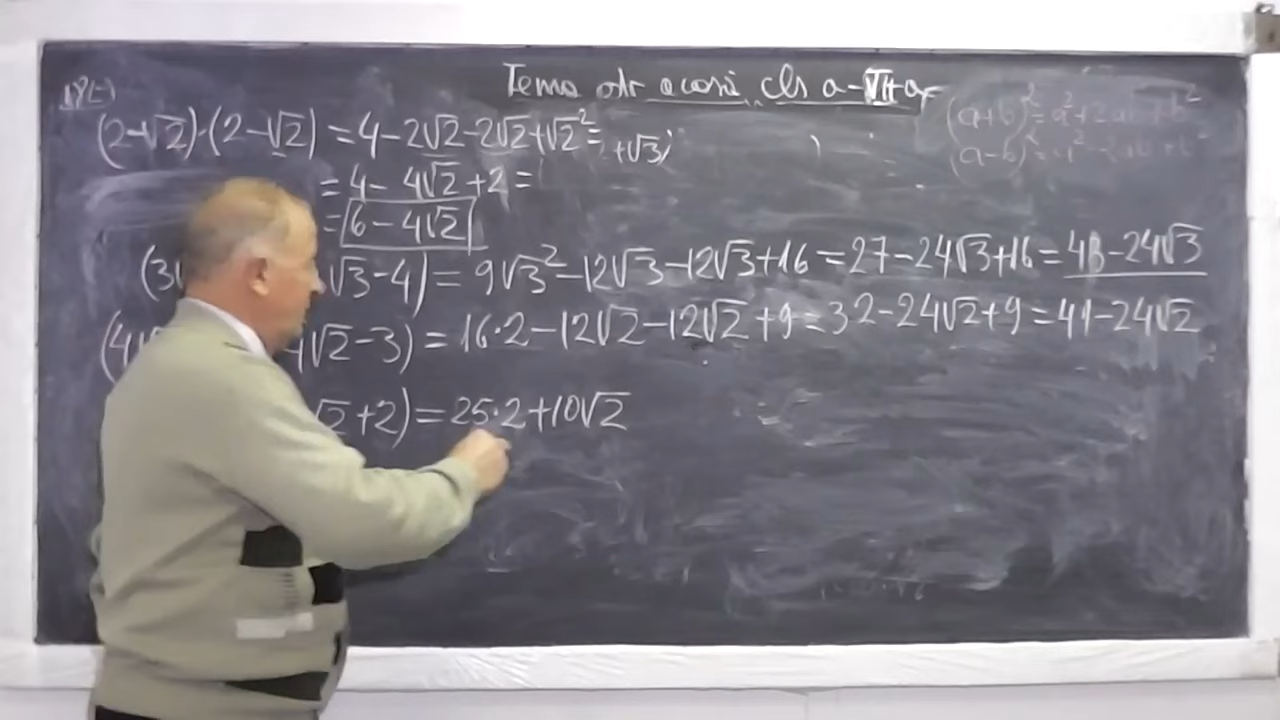 Tema acasă cls a-VII-a
(a+b)²=a²+2ab+b²
(a-b)²=a²-2ab+b²
(2-√2)·(2-√2)=4-2√2-2√2+√2²=
+√3;
=4-4√2+2=
=6-4√2
√3-4)=9√3²-12√3-12√3+16=27-24√3+16=43-24√3
4√2-3)=16·2-12√2-12√2+9=32-24√2+9=41-24√2
√2+2)=25·2+10√2